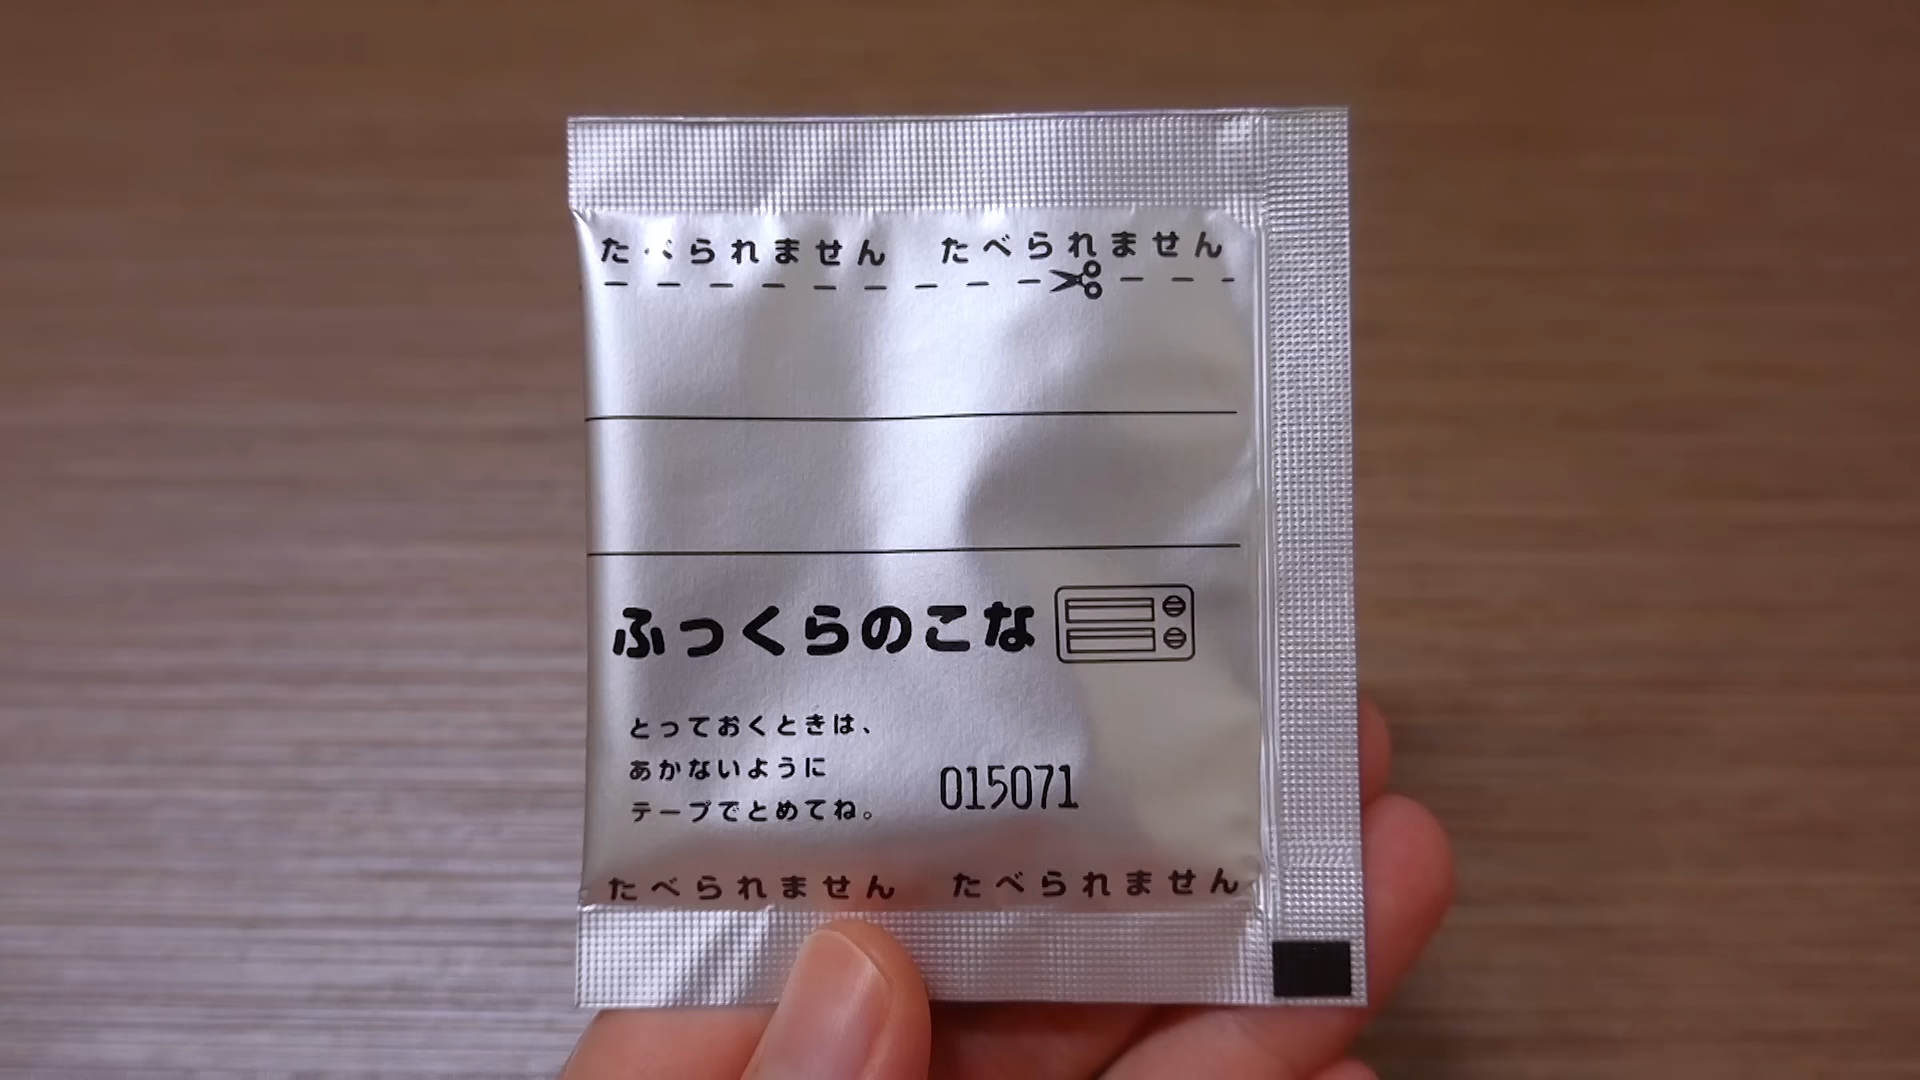 たべられません たべられません
ふっくらのこな
とっておくときは、
あかないように
テープでとめてね。
015071
たべられません たべられません